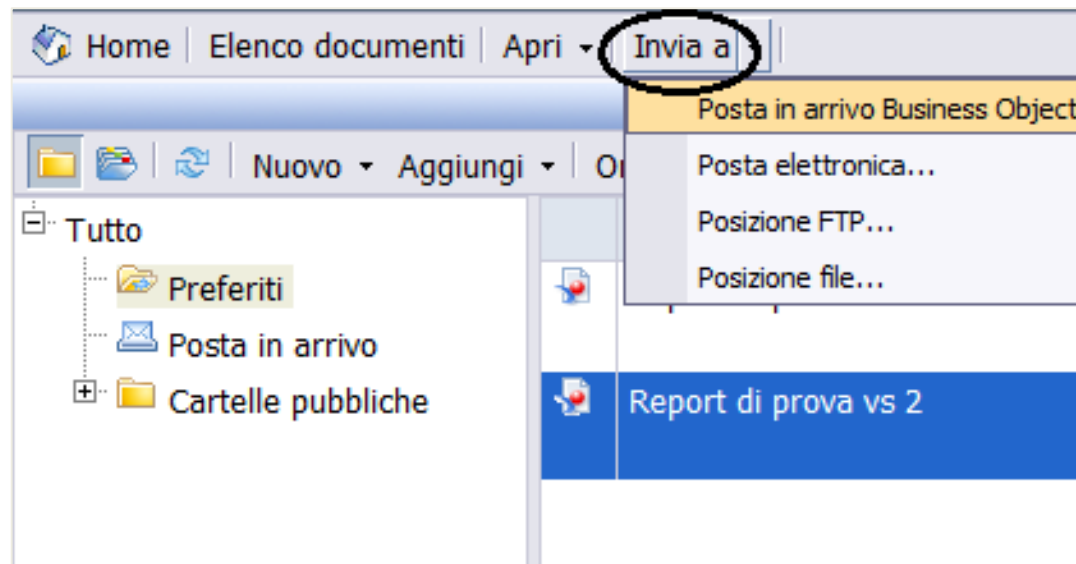 Home Elenco documenti Apri Invia a
Posta in arrivo Business Object
Nuovo Aggiungi
Posta elettronica...
Tutto
Posizione FTP...
Preferiti
Posizione file...
Posta in arrivo
Cartelle pubbliche
Report di prova vs 2